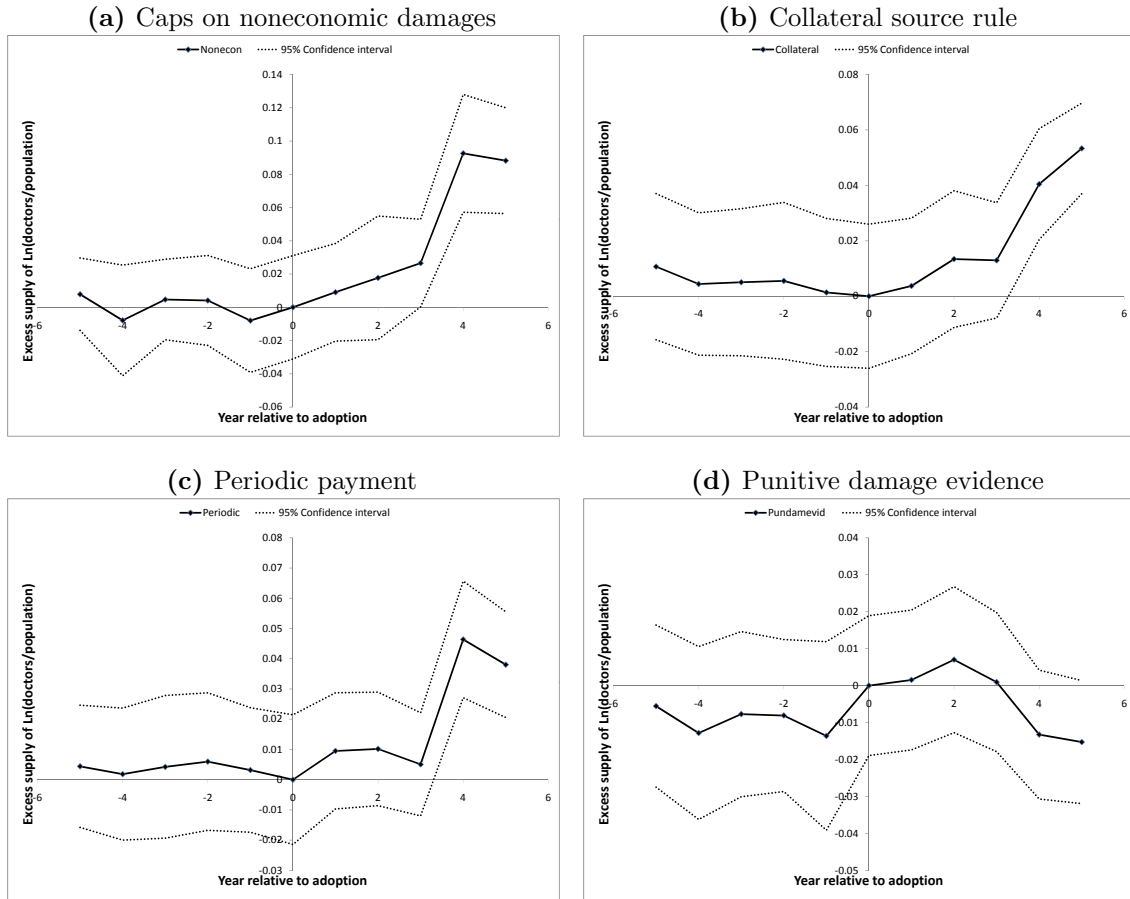 (a) Caps on noneconomic damages
Nonecon 95% Confidence interval
Excess supply of Ln(doctors/population)
0.14
0.12
0.1
0.08
0.06
0.04
0.02
0
-0.02
-0.04
-0.06
-6 -4 -2 0 2 4 6
Year relative to adoption
(b) Collateral source rule
Collateral 95% Confidence interval
Excess supply of Ln(doctors/population)
0.08
0.06
0.04
0.02
0
-0.02
-0.04
-6 -4 -2 0 2 4 6
Year relative to adoption
(c) Periodic payment
Periodic 95% Confidence interval
Excess supply of Ln(doctors/population)
0.08
0.07
0.06
0.05
0.04
0.03
0.02
0.01
0
-0.01
-0.02
-0.03
-6 -4 -2 0 2 4 6
Year relative to adoption
(d) Punitive damage evidence
Pundamevid 95% Confidence interval
Excess supply of Ln(doctors/population)
0.04
0.03
0.02
0.01
0
-0.01
-0.02
-0.03
-0.04
-0.05
-6 -4 -2 0 2 4 6
Year relative to adoption